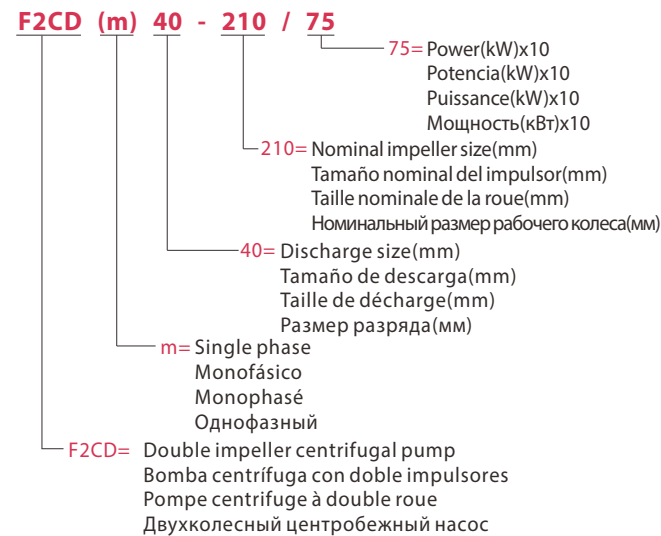 F2CD (m) 40 - 210 / 75
75= Power(kW)x10
Potencia(kW)x10
Puissance(kW)x10
Мощность(кВт)x10
210= Nominal impeller size(mm)
Tamaño nominal del impulsor(mm)
Taille nominale de la roue(mm)
Номинальный размер рабочего колеса(мм)
40= Discharge size(mm)
Tamaño de descarga(mm)
Taille de décharge(mm)
Размер разряда(мм)
m= Single phase
Monofásico
Monophasé
Однофазный
F2CD= Double impeller centrifugal pump
Bomba centrífuga con doble impulsores
Pompe centrifuge à double roue
Двухколесный центробежный насос